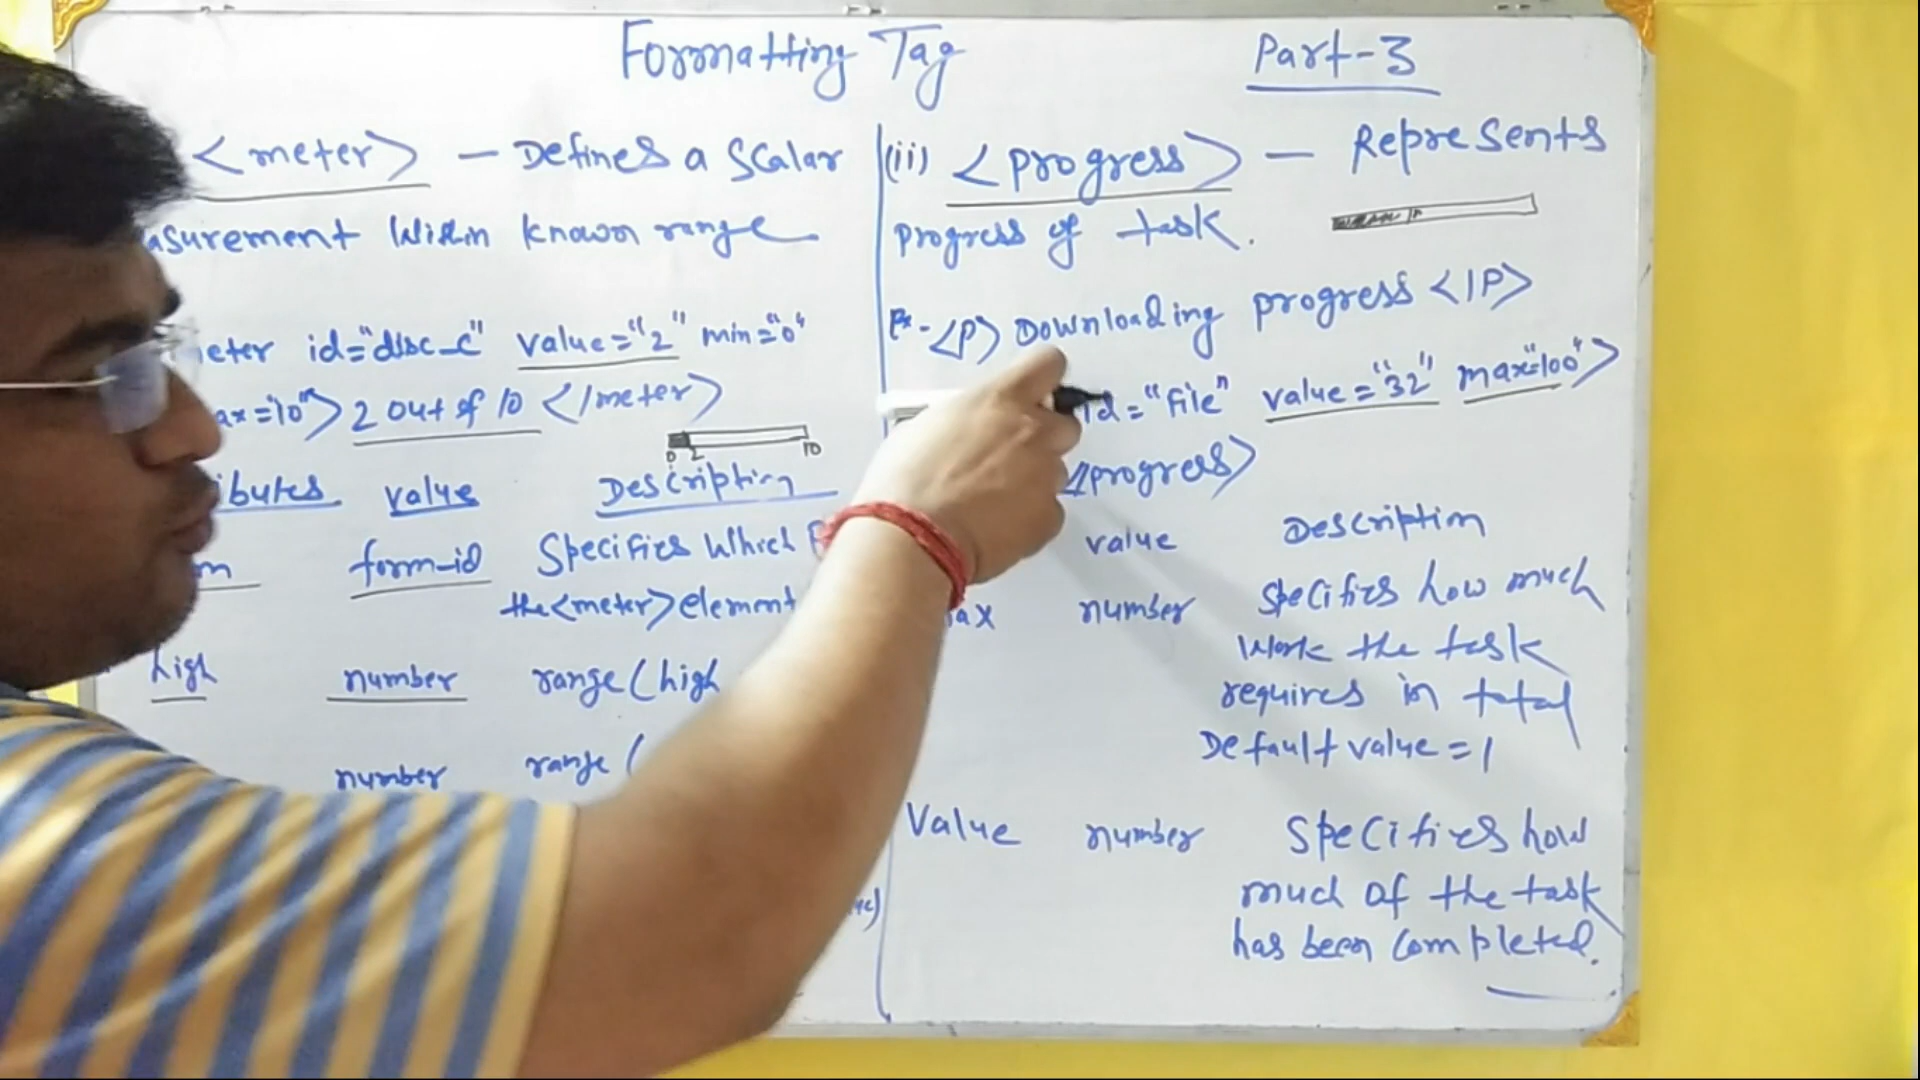 Formatting Tag
Part-3
<meter> - Defines a Scalar
asurement Within known range
eter id="disc_c" value="2" min="0"
ax="10"> 2 out of 10 </meter>
0 2 10
ibutes value Description
m form_id Specifies Which
the <meter> element
high number range (high
number range (
(ii) <progress> - Represents
progress of task.
Ex- <P> Downloading progress </P>
id="file" value="32" max="100">
</progress>
value Description
ax number Specifies how much
Work the task
requires in total
Default value = 1
Value number Specifies how
much of the task
has been completed.